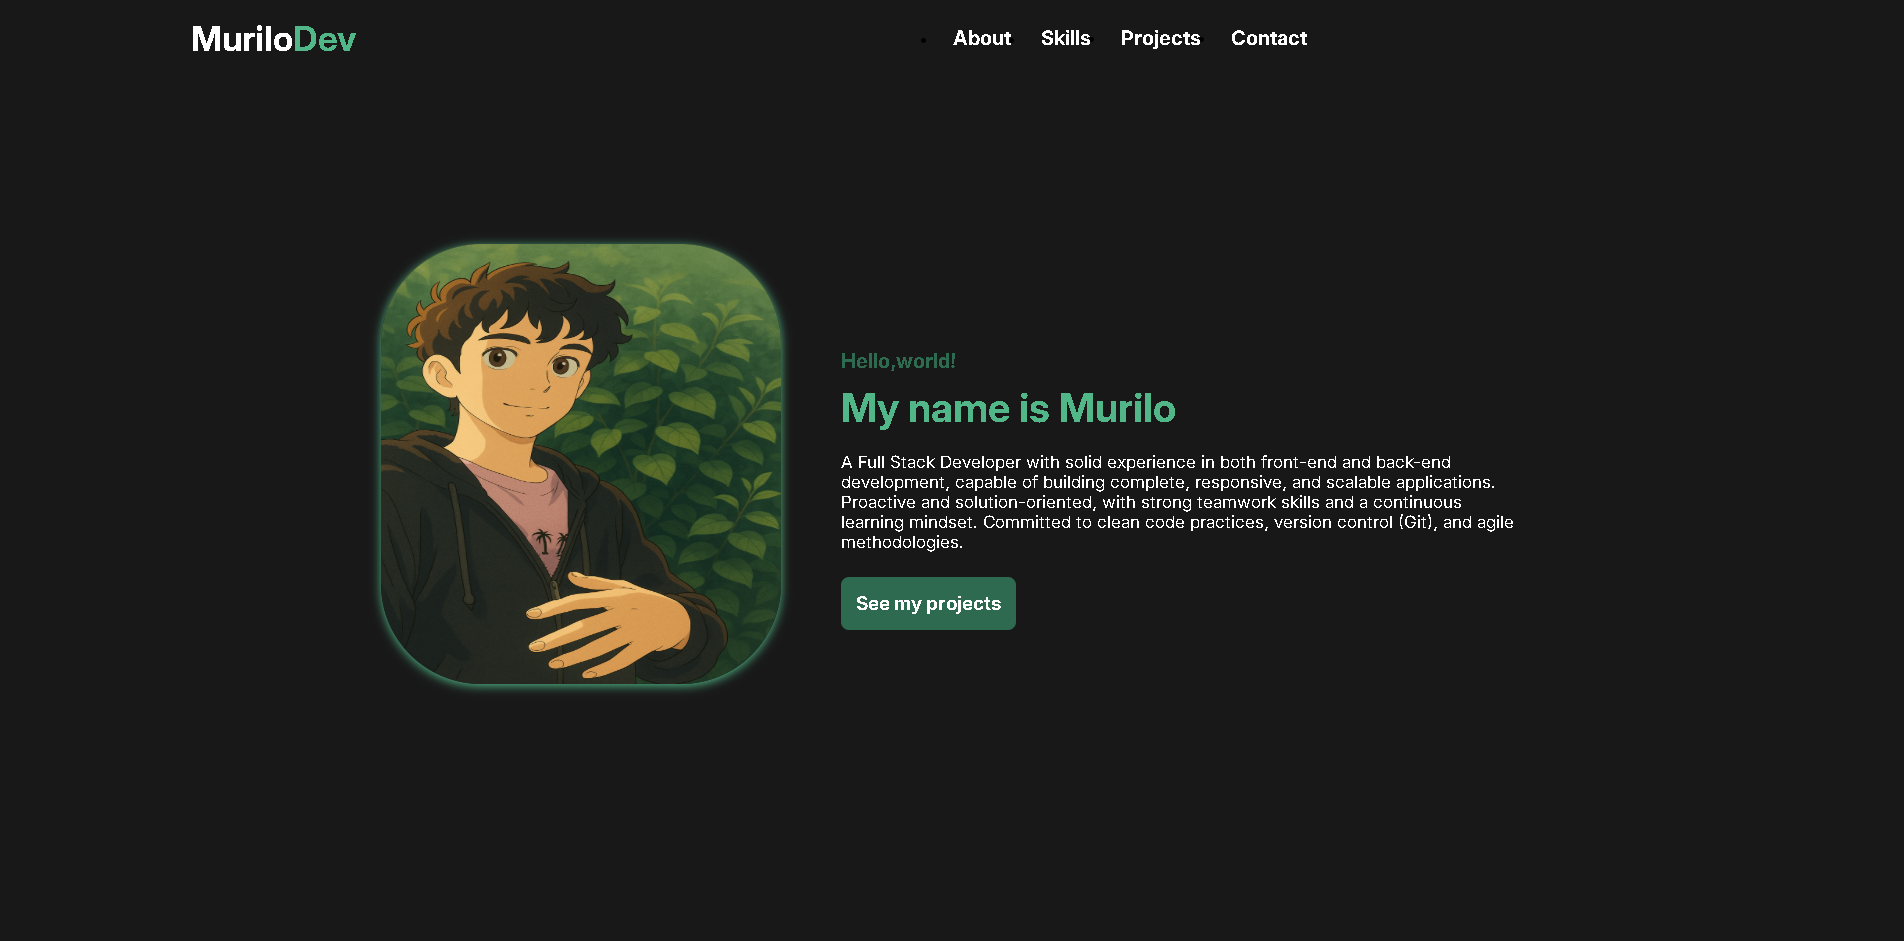 MuriloDev
About Skills Projects Contact
Hello,world!
My name is Murilo
A Full Stack Developer with solid experience in both front-end and back-end
development, capable of building complete, responsive, and scalable applications.
Proactive and solution-oriented, with strong teamwork skills and a continuous
learning mindset. Committed to clean code practices, version control (Git), and agile
methodologies.
See my projects